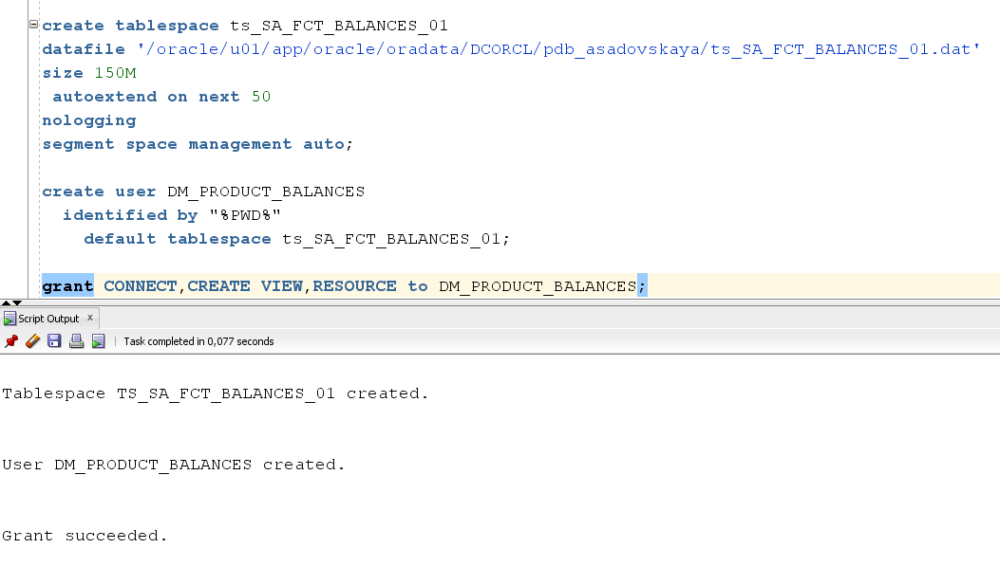 create tablespace ts_SA_FCT_BALANCES_01
datafile '/oracle/u01/app/oracle/oradata/DCORCL/pdb_asadovskaya/ts_SA_FCT_BALANCES_01.dat'
size 150M
autoextend on next 50
nologging
segment space management auto;
create user DM_PRODUCT_BALANCES
identified by "%PWD%"
default tablespace ts_SA_FCT_BALANCES_01;
grant CONNECT,CREATE VIEW,RESOURCE to DM_PRODUCT_BALANCES;
Script Output x
Task completed in 0,077 seconds
Tablespace TS_SA_FCT_BALANCES_01 created.
User DM_PRODUCT_BALANCES created.
Grant succeeded.